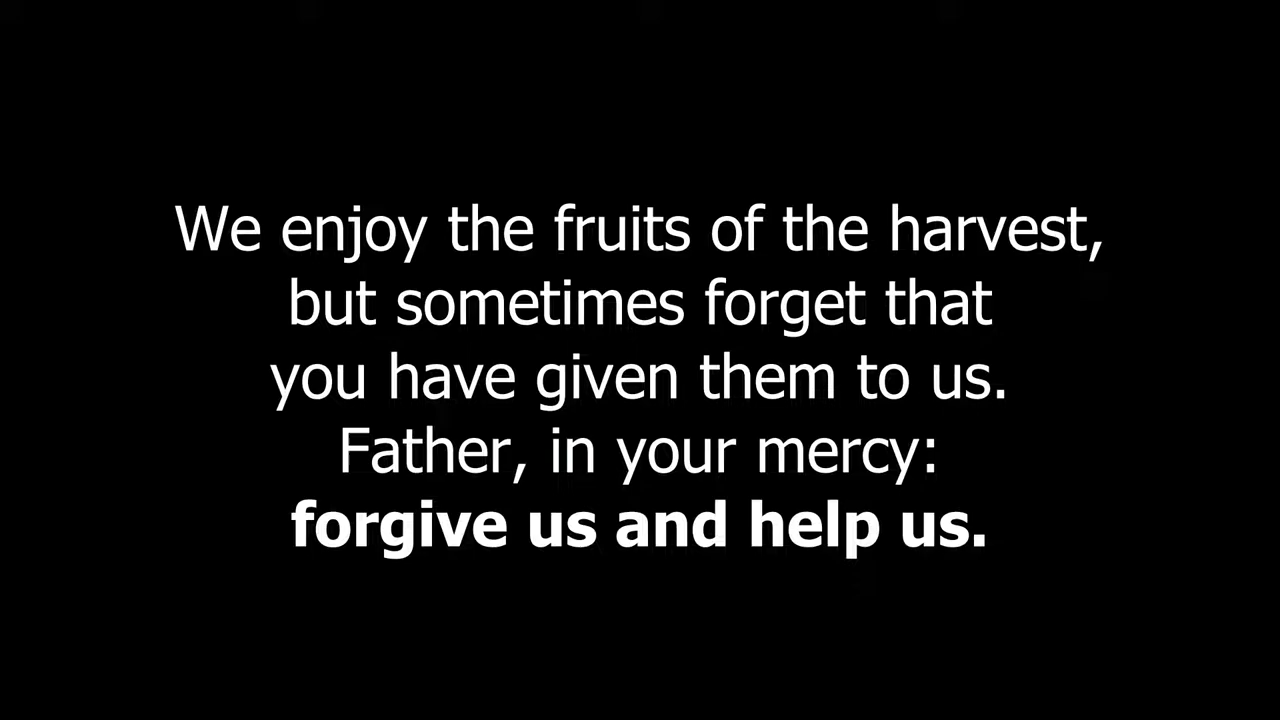 We enjoy the fruits of the harvest,
but sometimes forget that
you have given them to us.
Father, in your mercy:
forgive us and help us.